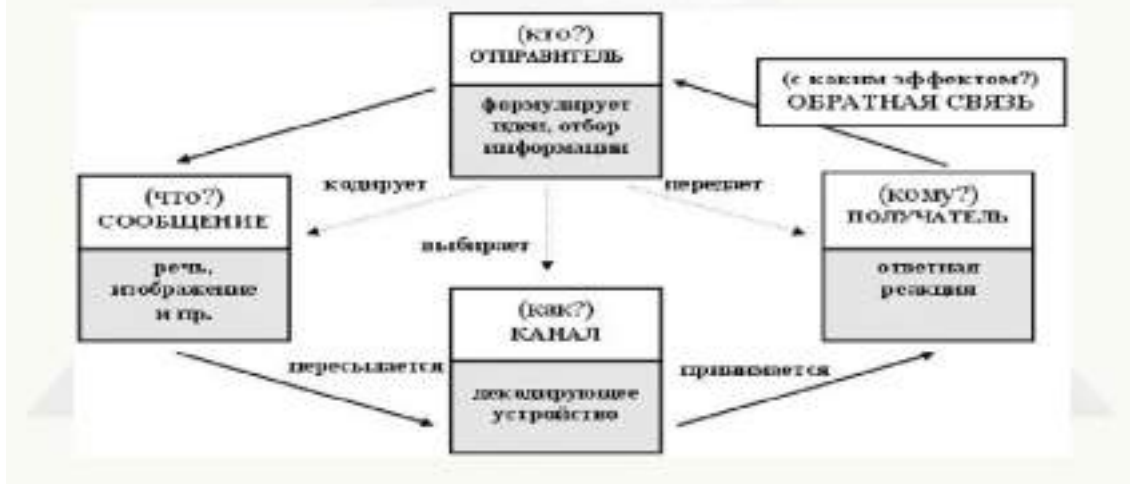 (кто?)
ОТПРАВИТЕЛЬ
формулирует
идеи, отбор
информации
(с каким эффектом?)
ОБРАТНАЯ СВЯЗЬ
кодирует
передает
(что?)
СООБЩЕНИЕ
речь,
изображение
и пр.
выбирает
(кому?)
ПОЛУЧАТЕЛЬ
ответная
реакция
(как?)
КАНАЛ
декодирующее
устройство
пересылается
принимается